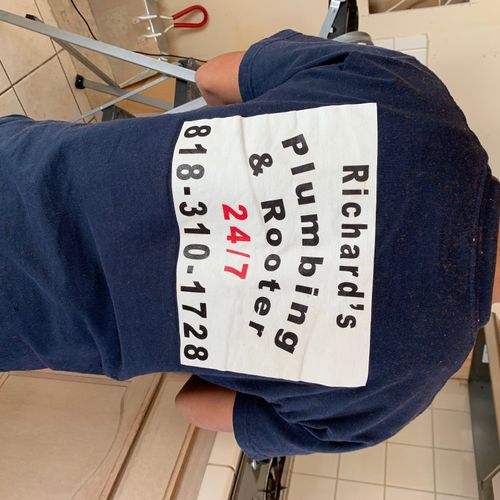 Richard's
Plumbing
& Rooter
24/7
818-310-1728